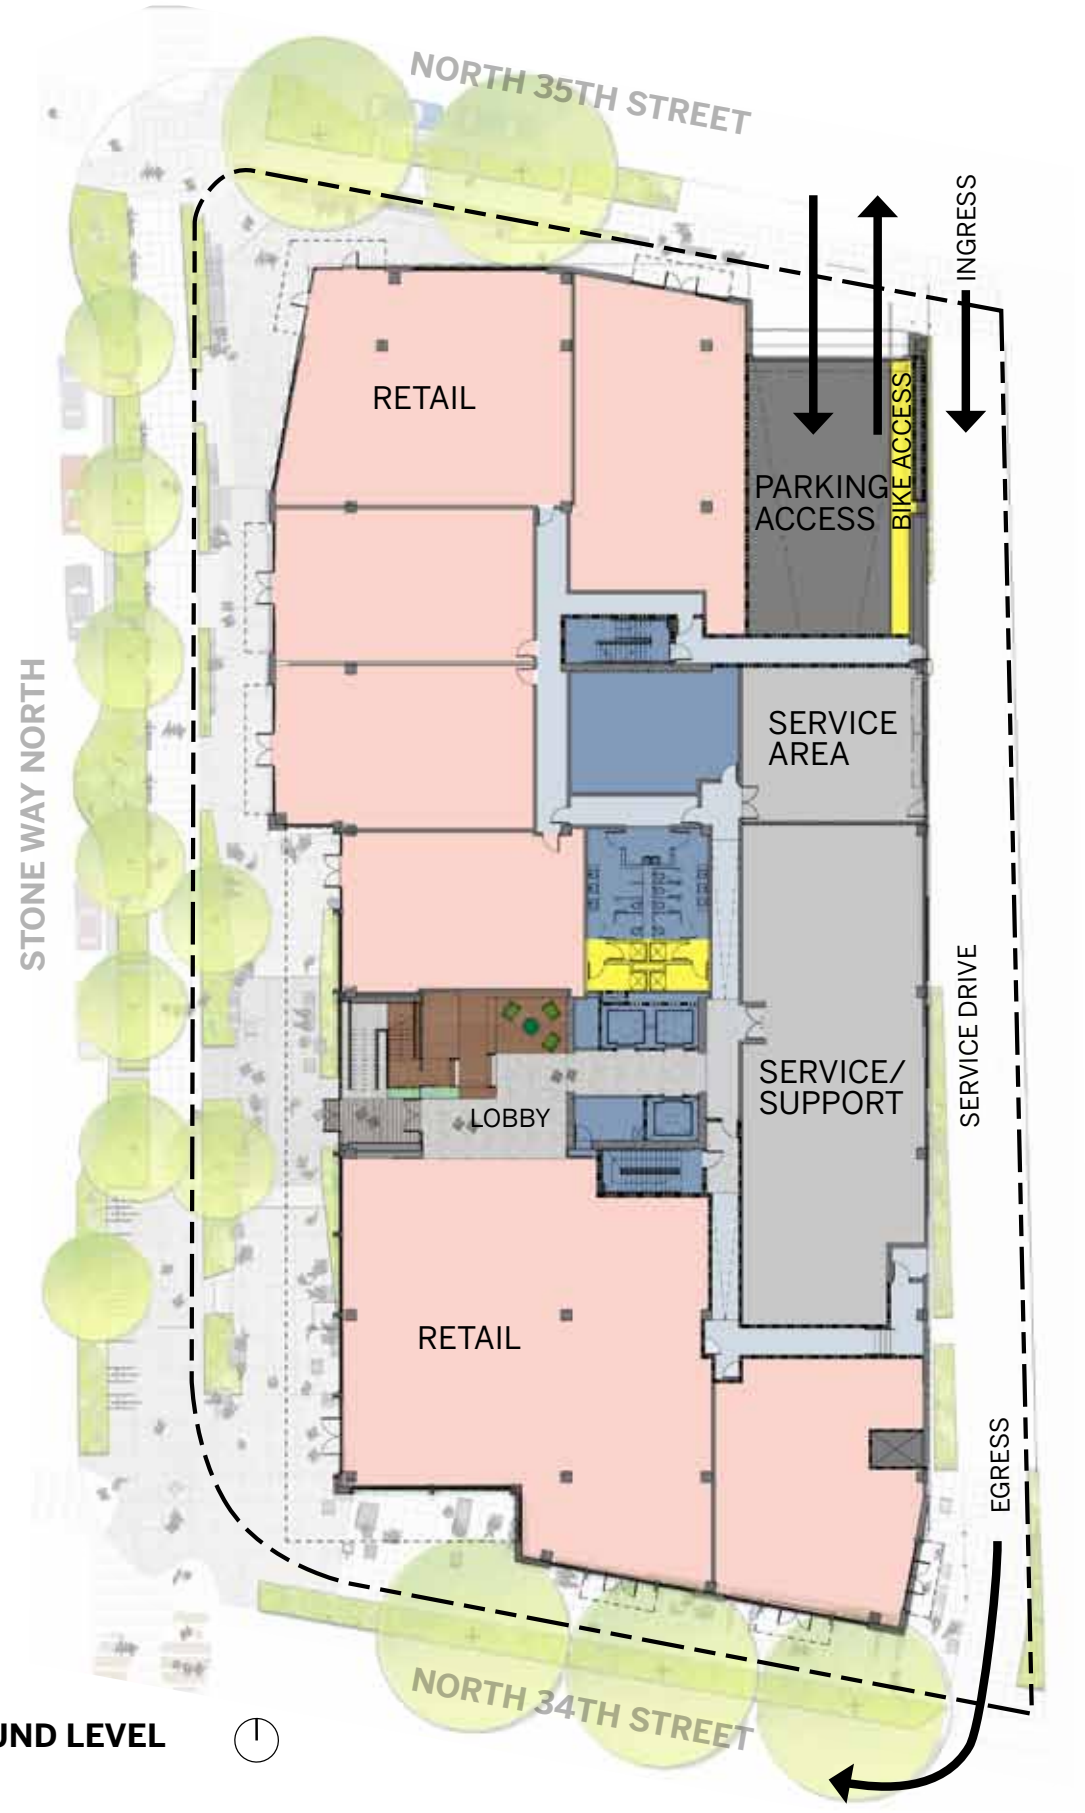 NORTH 35TH STREET
INGRESS
RETAIL
BIKE ACCESS
PARKING
ACCESS
STONE WAY NORTH
SERVICE
AREA
SERVICE DRIVE
SERVICE/
SUPPORT
LOBBY
RETAIL
EGRESS
NORTH 34TH STREET
UND LEVEL